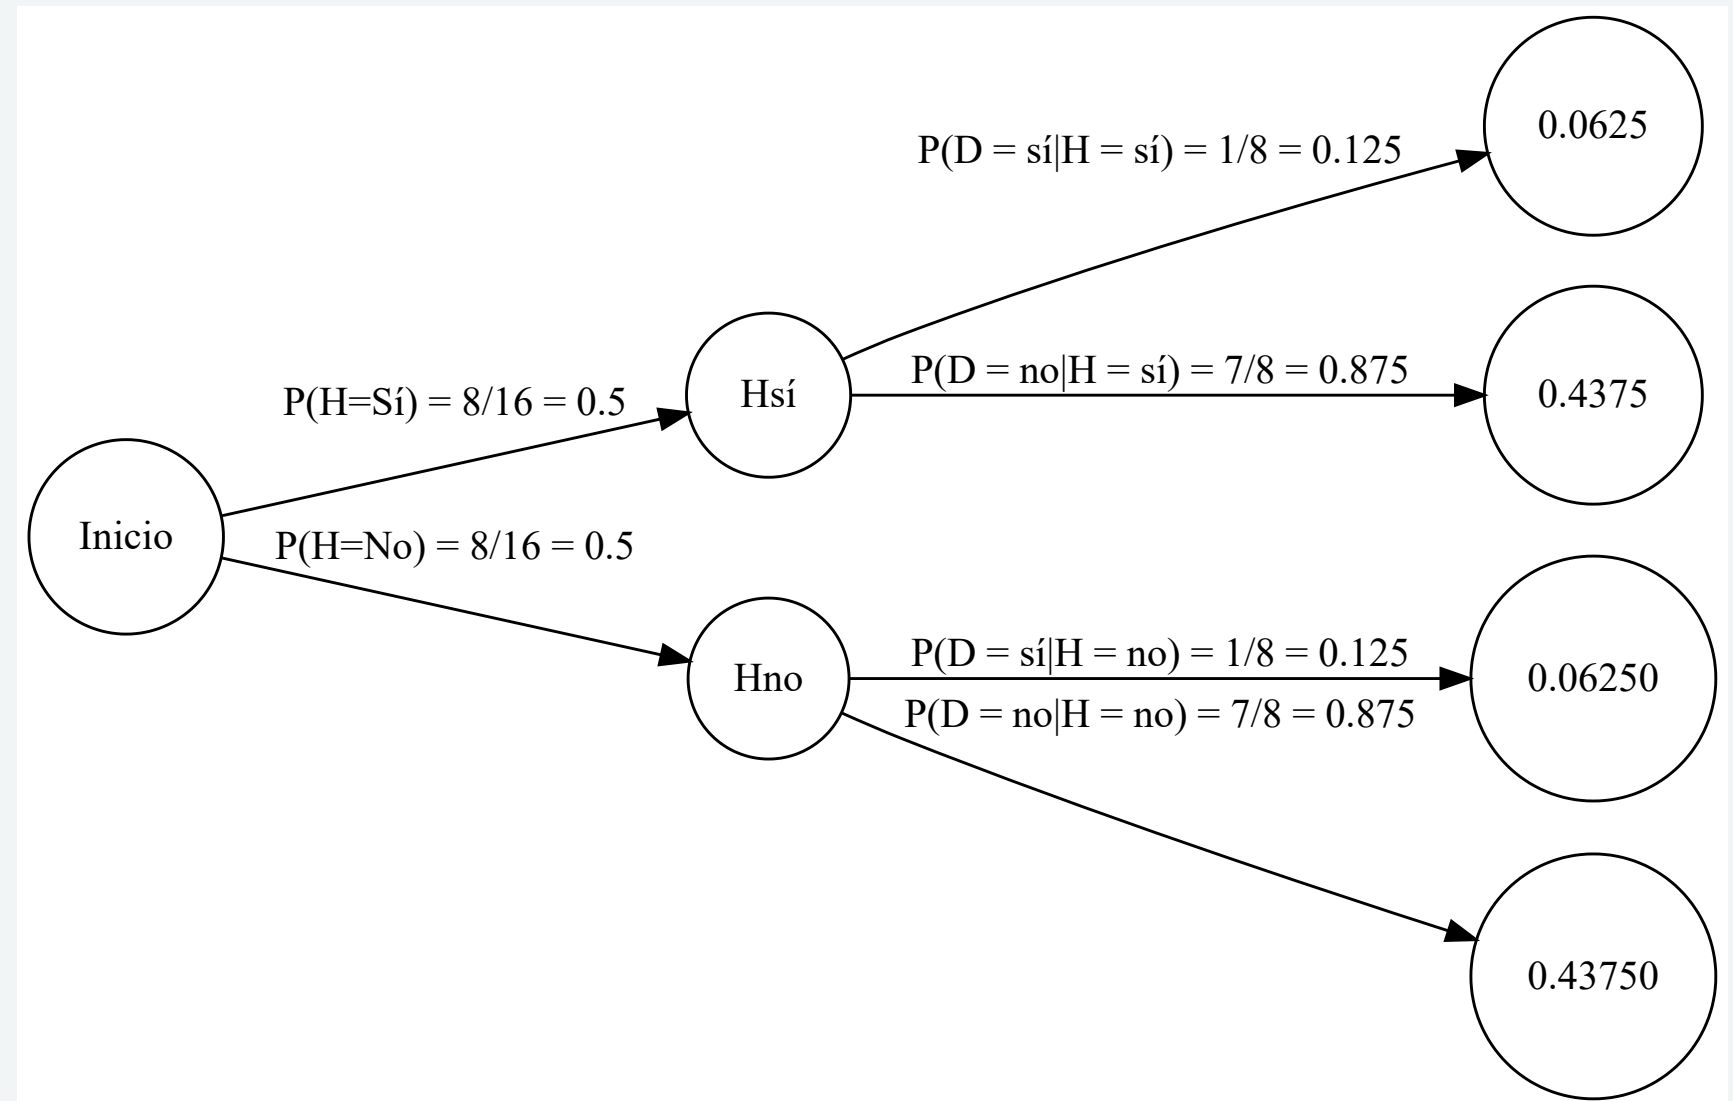 Inicio
P(H=Sí) = 8/16 = 0.5
P(H=No) = 8/16 = 0.5
Hsí
Hno
P(D = sí|H = sí) = 1/8 = 0.125
P(D = no|H = sí) = 7/8 = 0.875
P(D = sí|H = no) = 1/8 = 0.125
P(D = no|H = no) = 7/8 = 0.875
0.0625
0.4375
0.06250
0.43750